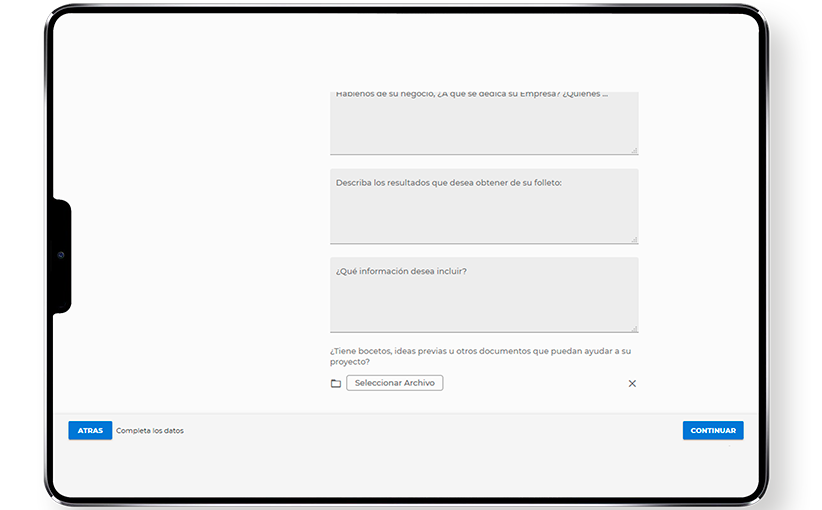 Háblenos de su negocio, ¿A qué se dedica su Empresa? ¿Quiénes ...
Describa los resultados que desea obtener de su folleto:
¿Qué información desea incluir?
¿Tiene bocetos, ideas previas u otros documentos que puedan ayudar a su
proyecto?
Seleccionar Archivo
ATRAS Completa los datos
CONTINUAR